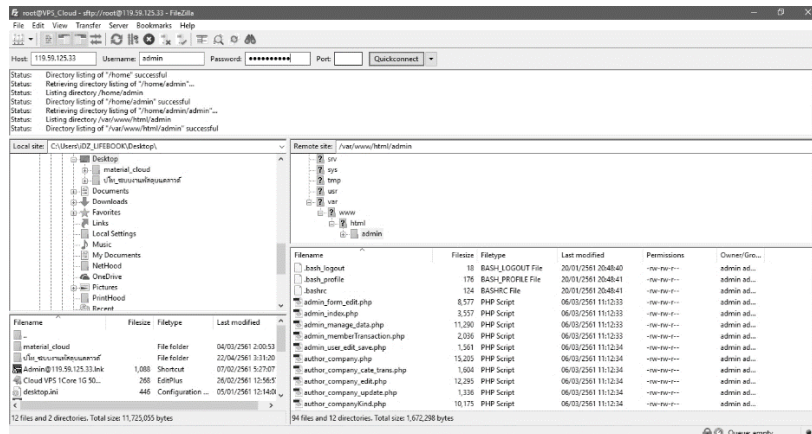 root@VPS_Cloud - sftp://root@119.59.125.33 - FileZilla
File Edit View Transfer Server Bookmarks Help
Host: 119.59.125.33 Username: admin Password: ●●●●●●●●●● Port: Quickconnect
Status: Directory listing of "/home" successful
Status: Retrieving directory listing of "/home/admin"...
Status: Listing directory /home/admin
Status: Directory listing of "/home/admin" successful
Status: Retrieving directory listing of "/home/admin/admin"...
Status: Listing directory /var/www/html/admin
Status: Directory listing of "/var/www/html/admin" successful
Local site: C:\Users\iDZ_LIFEBOOK\Desktop\
Desktop
material_cloud
Documents
Downloads
Favorites
Links
Local Settings
Music
My Documents
NetHood
OneDrive
Pictures
PrintHood
Recent
Filename Filesize Filetype Last modified
..
material_cloud File folder 04/03/2561 2:00:53
File folder 22/04/2561 3:31:20
Admin@119.59.125.33.lnk 1,088 Shortcut 07/02/2561 5:27:07
Cloud VPS 1Core 1G 50... 268 EditPlus 26/02/2561 12:56:5
desktop.ini 446 Configuration ... 05/01/2561 12:14:0
12 files and 2 directories. Total size: 11,725,055 bytes
Remote site: /var/www/html/admin
srv
sys
tmp
usr
var
www
html
admin
Filename Filesize Filetype Last modified Permissions Owner/Gro...
.bash_logout 18 BASH_LOGOUT File 20/01/2561 20:48:40 -rw-rw-r-- admin ad...
.bash_profile 176 BASH_PROFILE File 20/01/2561 20:48:41 -rw-rw-r-- admin ad...
.bashrc 124 BASHRC File 20/01/2561 20:48:41 -rw-rw-r-- admin ad...
admin_form_edit.php 8,577 PHP Script 06/03/2561 11:12:33 -rw-rw-r-- admin ad...
admin_index.php 3,557 PHP Script 06/03/2561 11:12:33 -rw-rw-r-- admin ad...
admin_manage_data.php 11,290 PHP Script 06/03/2561 11:12:33 -rw-rw-r-- admin ad...
admin_memberTransaction.php 2,036 PHP Script 06/03/2561 11:12:33 -rw-rw-r-- admin ad...
admin_user_edit_save.php 1,561 PHP Script 06/03/2561 11:12:34 -rw-rw-r-- admin ad...
author_company.php 15,205 PHP Script 06/03/2561 11:12:34 -rw-rw-r-- admin ad...
author_company_cate_trans.php 1,604 PHP Script 06/03/2561 11:12:34 -rw-rw-r-- admin ad...
author_company_edit.php 12,295 PHP Script 06/03/2561 11:12:34 -rw-rw-r-- admin ad...
author_company_update.php 1,336 PHP Script 06/03/2561 11:12:34 -rw-rw-r-- admin ad...
author_companyKind.php 10,175 PHP Script 06/03/2561 11:12:34 -rw-rw-r-- admin ad...
94 files and 12 directories. Total size: 1,672,298 bytes
Queue: empty